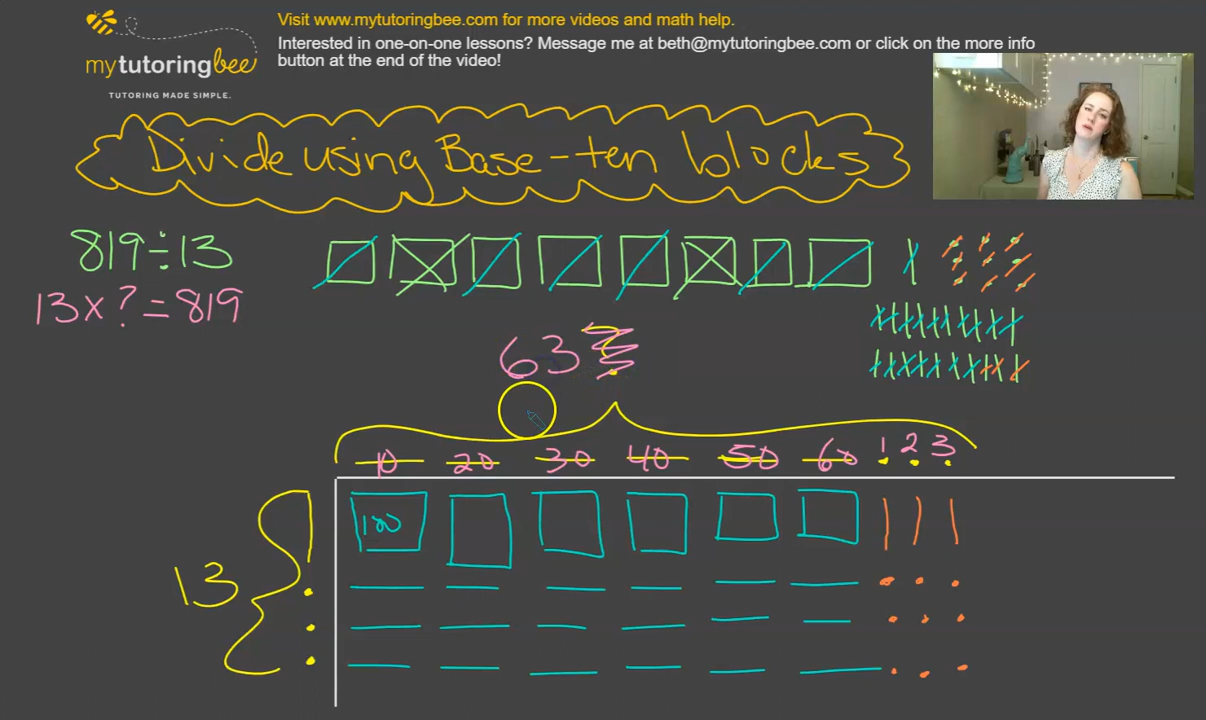 Visit www.mytutoringbee.com for more videos and math help.
Interested in one-on-one lessons? Message me at beth@mytutoringbee.com or click on the more info
button at the end of the video!
mytutoringbee
TUTORING MADE SIMPLE.
Divide using Base-ten blocks
819÷13
13x?=819
63
10 20 30 40 50 60 1 2 3
100
13